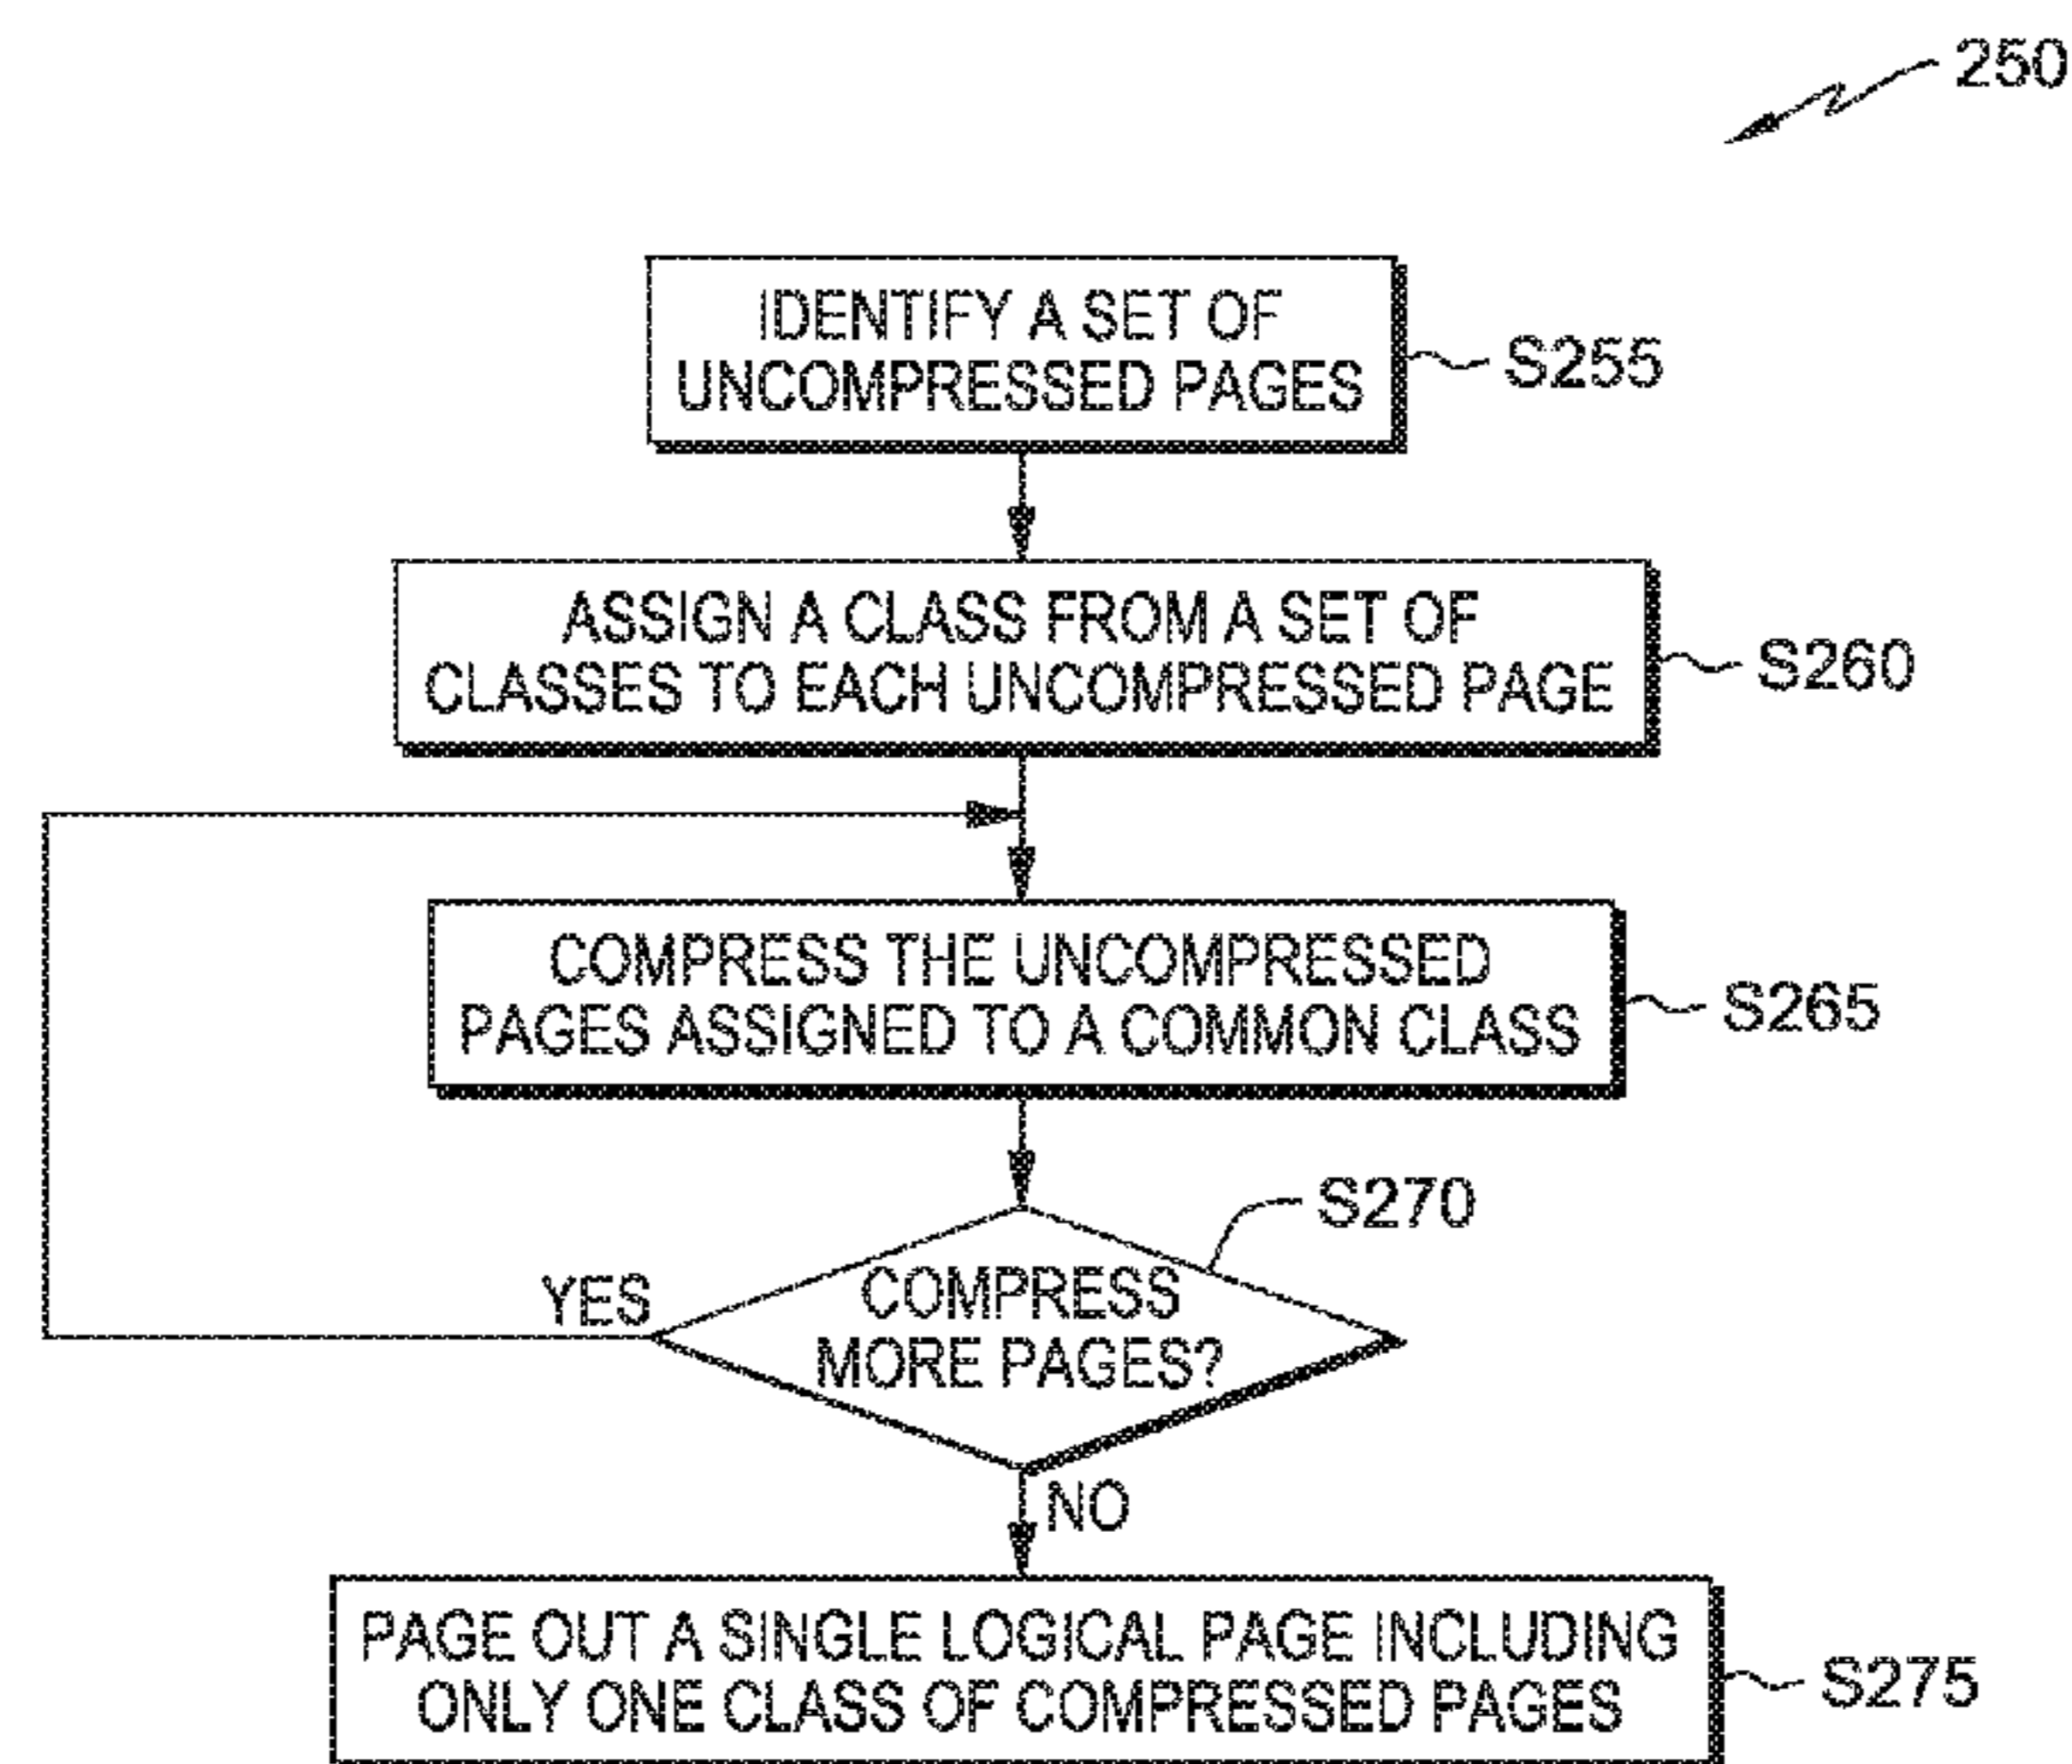 250
IDENTIFY A SET OF
UNCOMPRESSED PAGES
S255
ASSIGN A CLASS FROM A SET OF
CLASSES TO EACH UNCOMPRESSED PAGE
S260
COMPRESS THE UNCOMPRESSED
PAGES ASSIGNED TO A COMMON CLASS
S265
S270
COMPRESS
MORE PAGES?
YES
NO
PAGE OUT A SINGLE LOGICAL PAGE INCLUDING
ONLY ONE CLASS OF COMPRESSED PAGES
S275